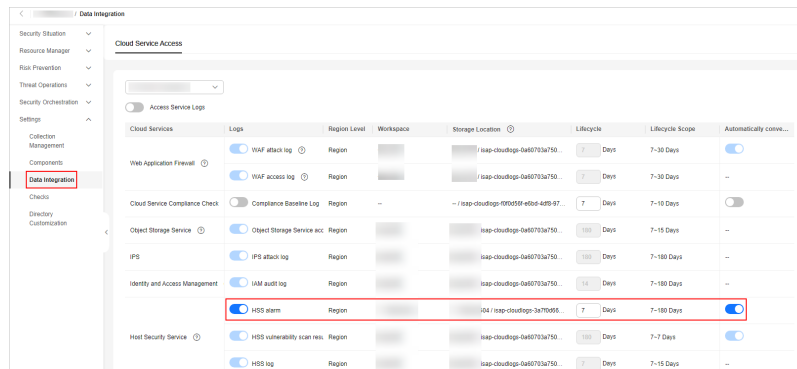 / Data Integration
Security Situation
Resource Manager
Risk Prevention
Threat Operations
Security Orchestration
Settings
Collection
Management
Components
Data Integration
Checks
Directory
Customization
Cloud Service Access
Access Service Logs
Cloud Services Logs Region Level Workspace Storage Location Lifecycle Lifecycle Scope Automatically conve...
WAF attack log Region / isap-cloudlogs-0a60703a750... 7 Days 7~30 Days
Web Application Firewall
WAF access log Region / isap-cloudlogs-0a60703a750... 7 Days 7~30 Days --
Cloud Service Compliance Check Compliance Baseline Log Region -- -- / isap-cloudlogs-f0f0d56f-e6bd-4df8-97... 7 Days 7~10 Days
Object Storage Service Object Storage Service acc Region isap-cloudlogs-0a60703a750... 180 Days 7~15 Days --
IPS IPS attack log Region isap-cloudlogs-0a60703a750... 180 Days 7~180 Days --
Identity and Access Management IAM audit log Region isap-cloudlogs-0a60703a750... 14 Days 7~180 Days --
HSS alarm Region 404 / isap-cloudlogs-3a7f0d66... 7 Days 7~180 Days
Host Security Service HSS vulnerability scan resu Region isap-cloudlogs-0a60703a750... 180 Days 7~7 Days
HSS log Region isap-cloudlogs-0a60703a750... 7 Days 7~15 Days --